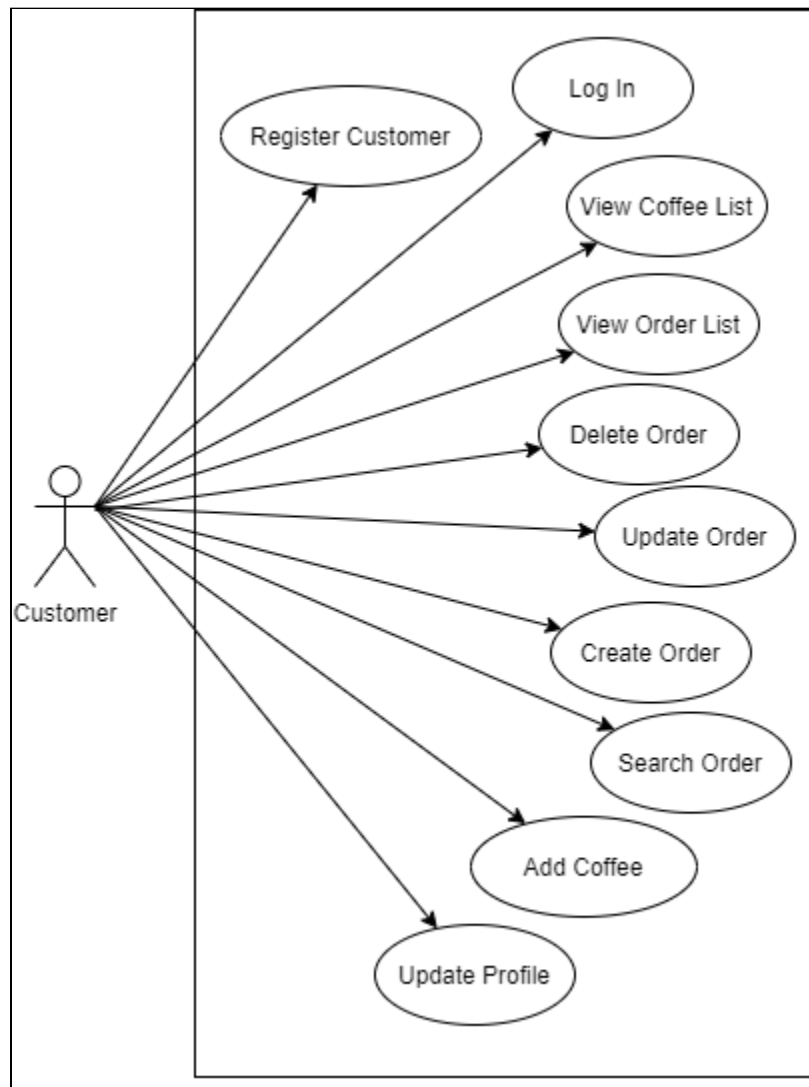 Log In
Register Customer
View Coffee List
View Order List
Delete Order
Update Order
Customer
Create Order
Search Order
Add Coffee
Update Profile